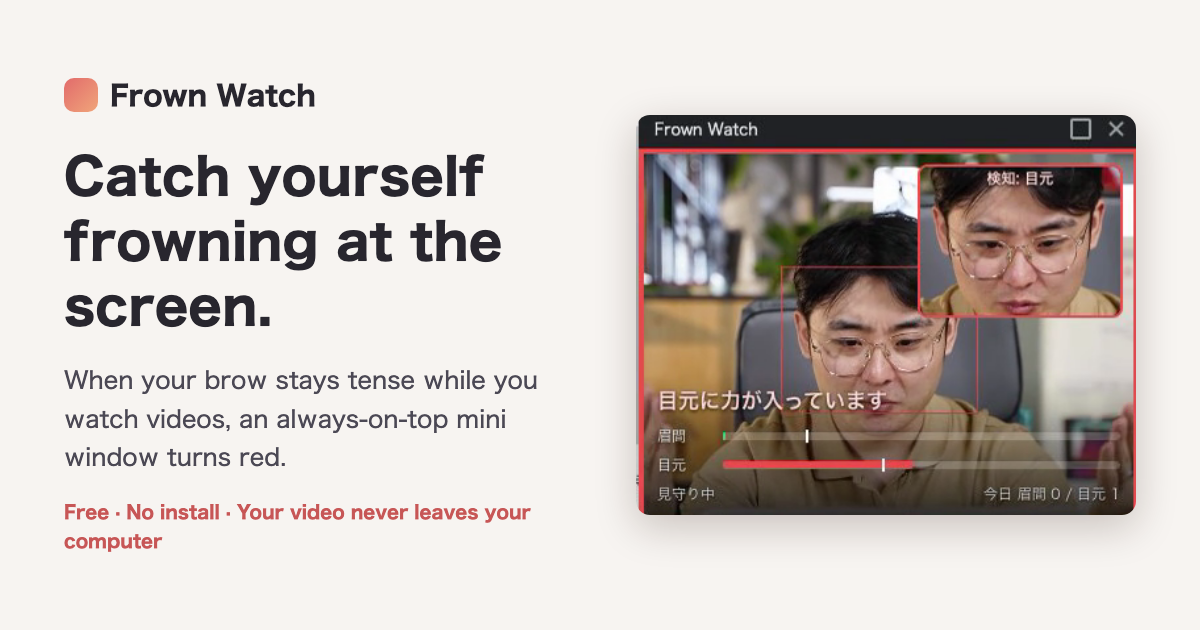 Frown Watch
Catch yourself
frowning at the
screen.
When your brow stays tense while you
watch videos, an always-on-top mini
window turns red.
Free · No install · Your video never leaves your
computer
Frown Watch
検知: 目元
目元に力が入っています
眉間
目元
見守り中
今日 眉間 0 / 目元 1